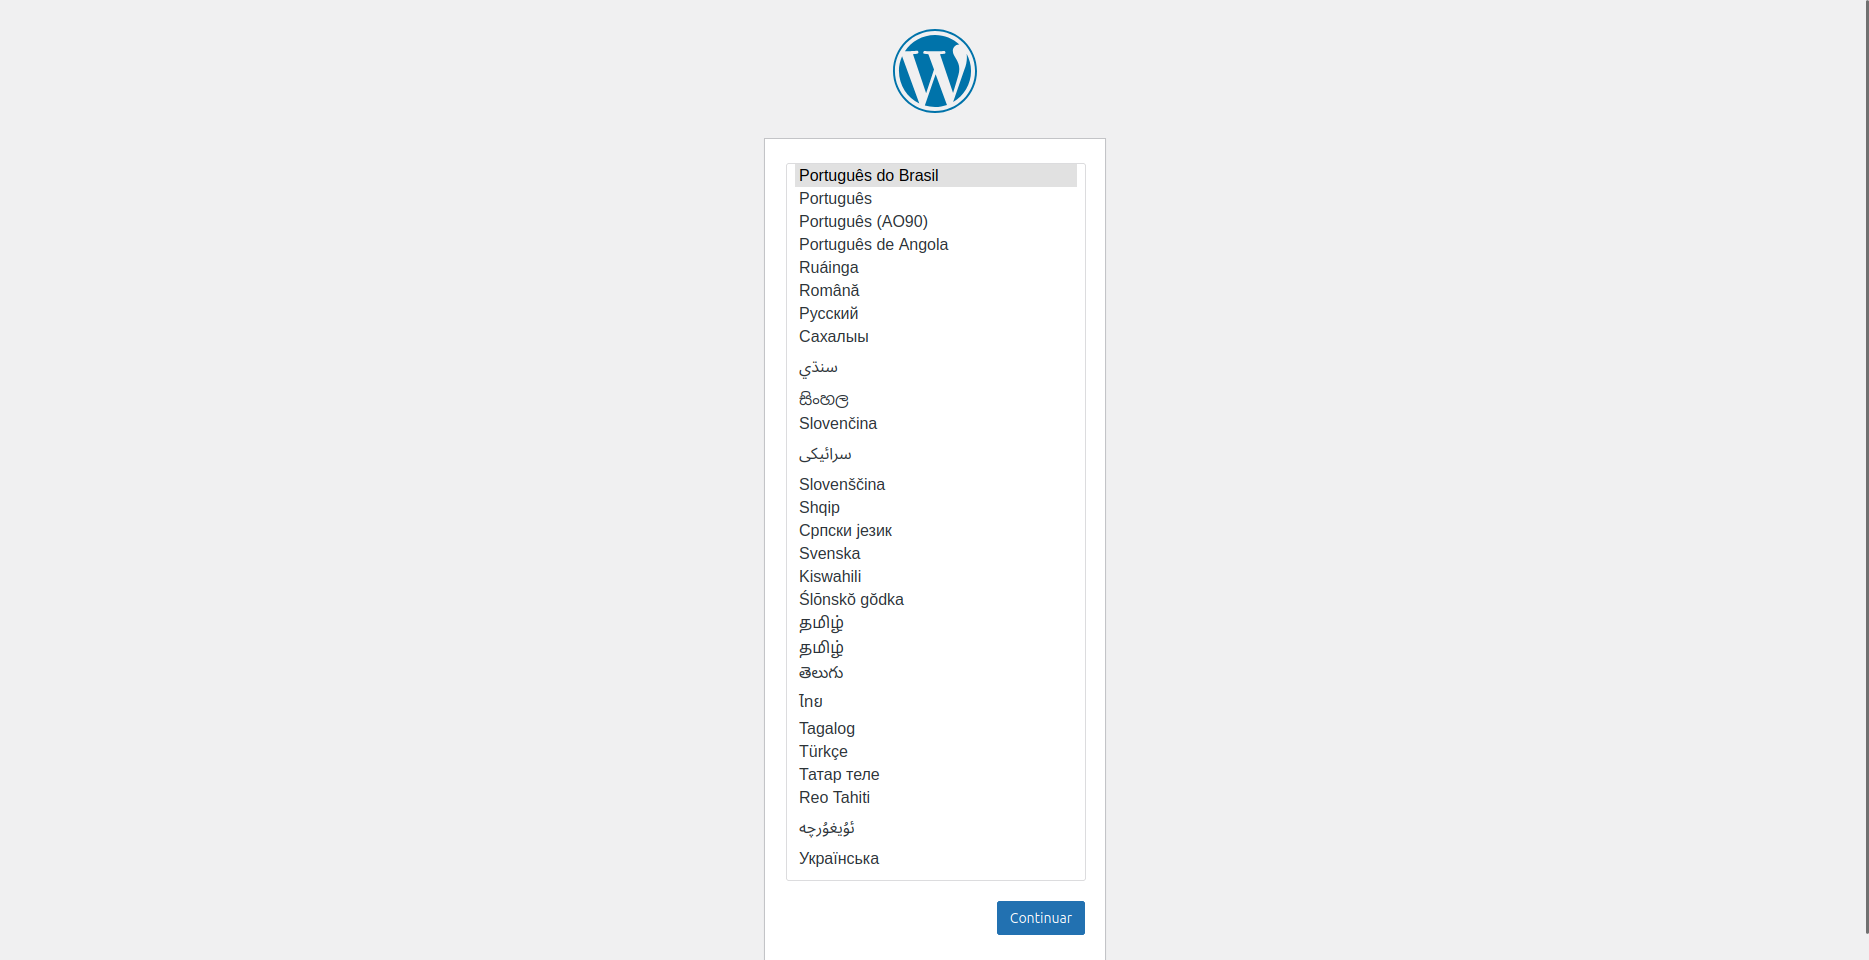 Português do Brasil
Português
Português (AO90)
Português de Angola
Ruáinga
Română
Русский
Сахалыы
سنڌي
සිංහල
Slovenčina
سرائیکی
Slovenščina
Shqip
Српски језик
Svenska
Kiswahili
Ślōnskŏ gŏdka
தமிழ்
தமிழ்
తెలుగు
ไทย
Tagalog
Türkçe
Татар теле
Reo Tahiti
ئۇيغۇرچە
Українська
Continuar